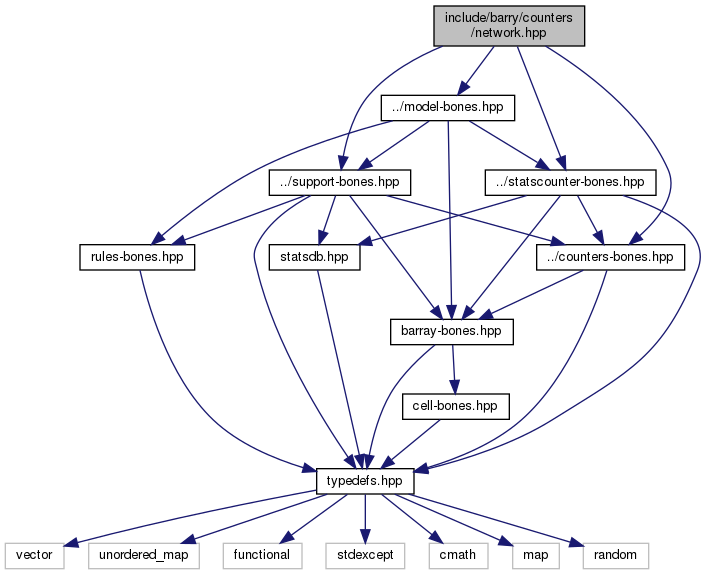 include/barry/counters
/network.hpp
../model-bones.hpp
../support-bones.hpp
../statscounter-bones.hpp
rules-bones.hpp
statsdb.hpp
../counters-bones.hpp
barray-bones.hpp
cell-bones.hpp
typedefs.hpp
vector
unordered_map
functional
stdexcept
cmath
map
random